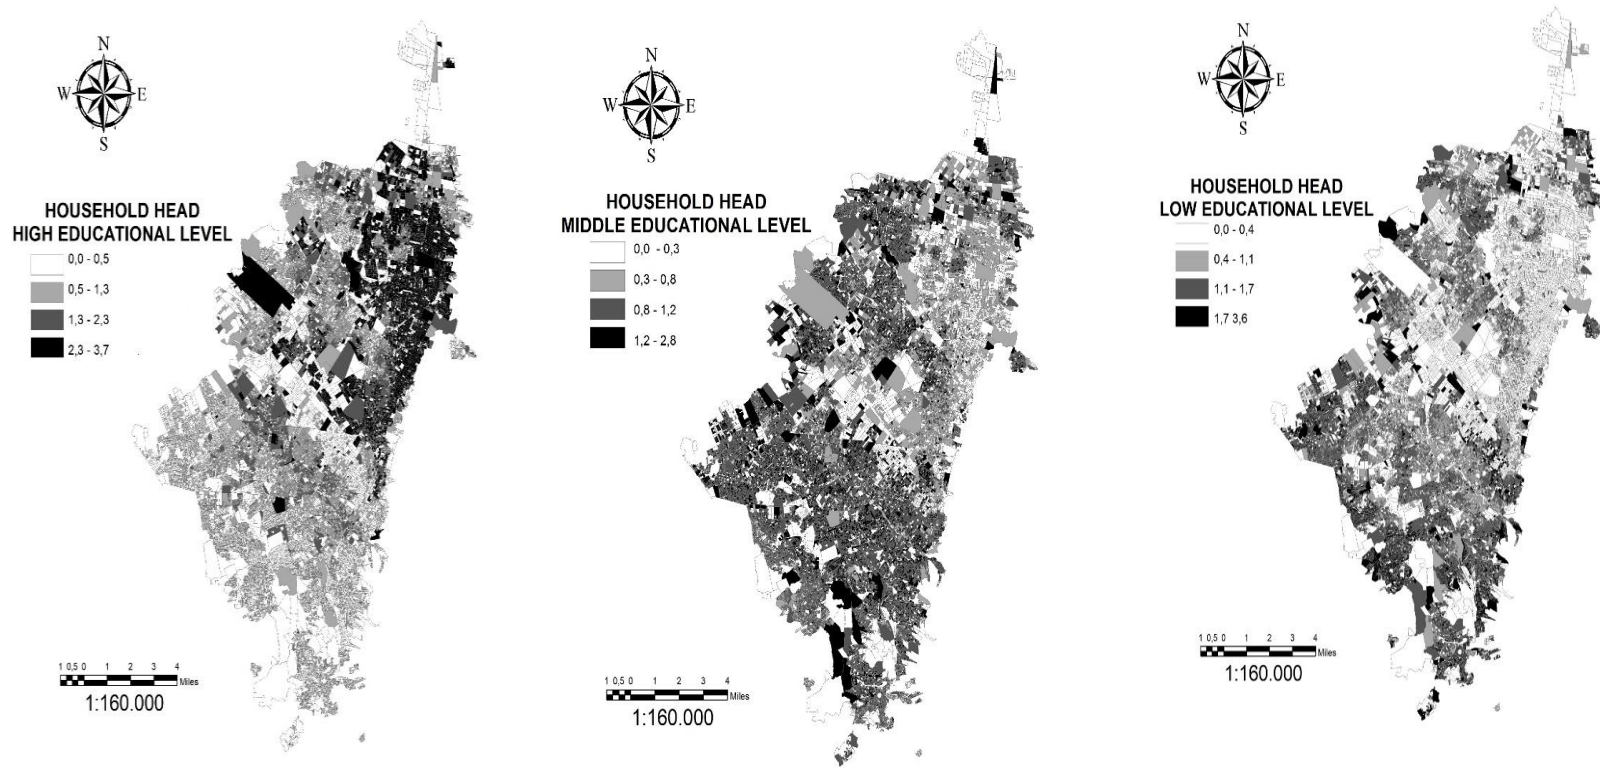 N
W E
S
HOUSEHOLD HEAD
HIGH EDUCATIONAL LEVEL
0,0 - 0,5
0,5 - 1,3
1,3 - 2,3
2,3 - 3,7
1 0,5 0 1 2 3 4
Miles
1:160.000
N
W E
S
HOUSEHOLD HEAD
MIDDLE EDUCATIONAL LEVEL
0,0 - 0,3
0,3 - 0,8
0,8 - 1,2
1,2 - 2,8
1 0,5 0 1 2 3 4
Miles
1:160.000
N
W E
S
HOUSEHOLD HEAD
LOW EDUCATIONAL LEVEL
0,0 - 0,4
0,4 - 1,1
1,1 - 1,7
1,7 3,6
1 0,5 0 1 2 3 4
Miles
1:160.000